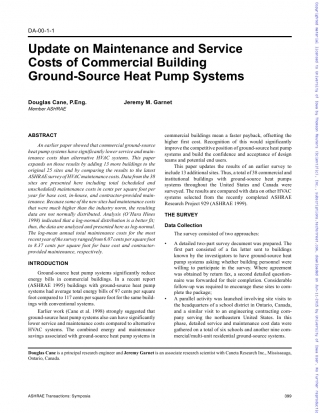 DA-00-1-1
Update on Maintenance and Service
Costs of Commercial Building
Ground-Source Heat Pump Systems
Douglas Cane, P.Eng. Jeremy M. Garnet
Member ASHRAE
ABSTRACT
An earlier paper showed that commercial ground-source
heat pump systems have significantly lower service and main-
tenance costs than alternative HVAC systems. This paper
expands on those results by adding 13 more buildings to the
original 25 sites and by comparing the results to the latest
ASHRAE survey of HVAC maintenance costs. Data from the 38
sites are presented here including total scheduled and
unscheduled maintenance costs in cents per square foot per
year for base cost, in-house, and contractor-provided main-
tenance. Because some of the new sites had maintenance costs
that were much higher than the norm, the resulting
data are not normally distributed. Analysis (O'Hara Hines
1998) indicated that a log-normal distribution is a better fit;
thus, the data are analyzed and presented here as log-normal.
The log-mean annual total maintenance costs for the most
recent year of the survey ranged from 6.07 cents per square foot
to 8.37 cents per square foot for base cost and contractor-
provided maintenance, respectively.
INTRODUCTION
Ground-source heat pump systems significantly reduce
energy bills in commercial buildings. In a recent report
(ASHRAE 1995) buildings with ground-source heat pump
systems had average total energy bills of 97 cents per square
foot compared to 117 cents per square foot for the same build-
ings with conventional systems.
Earlier work (Cane et al. 1998) strongly suggested that
ground-source heat pump systems also can have significantly
lower service and maintenance costs compared to alternative
HVAC systems. The combined energy and maintenance
savings associated with ground-source heat pump systems in
commercial buildings mean a faster payback, offsetting the
higher first cost. Recognition of this would significantly
improve the competitive position of ground-source heat pump
systems and build the confidence and acceptance of design
teams and potential end users.
This paper updates the results of an earlier survey to
include 13 additional sites. Thus, a total of 38 commercial and
institutional buildings with ground-source heat pumps
systems throughout the United States and Canada were
surveyed. The results are compared with data on other HVAC
systems selected from the recently completed ASHRAE
Research Project 929 (ASHRAE 1999).
THE SURVEY
Data Collection
The survey consisted of two approaches:
• A detailed two-part survey document was prepared. The
first part consisted of a fax letter sent to buildings
known by the investigators to have ground-source heat
pump systems asking whether building personnel were
willing to participate in the survey. Where agreement
was obtained by return fax, a second detailed question-
naire was forwarded for their completion. Considerable
follow-up was required to encourage these sites to com-
plete the package.
• A parallel activity was launched involving site visits to
the headquarters of a school district in Ontario, Canada,
and a similar visit to an engineering contracting com-
pany serving the northeastern United States. In this
phase, detailed service and maintenance cost data were
gathered on a total of six schools and another nine com-
mercial/multi-unit residential ground-source systems.
Douglas Cane is a principal research engineer and Jeremy Garnet is an associate research scientist with Caneta Research Inc., Mississauga,
Ontario, Canada.
ASHRAE Transactions: Symposia 399